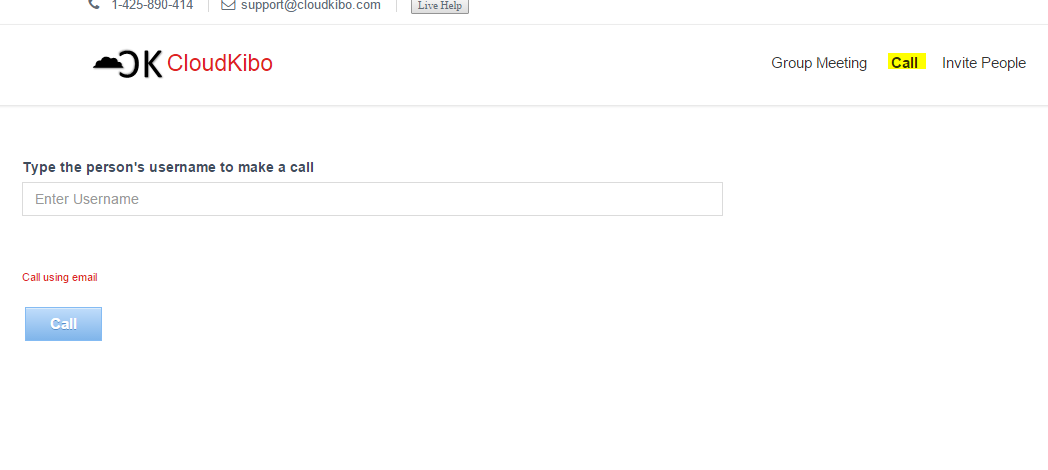 1-425-890-414 support@cloudkibo.com Live Help
CK CloudKibo Group Meeting Call Invite People
Type the person's username to make a call
Enter Username
Call using email
Call